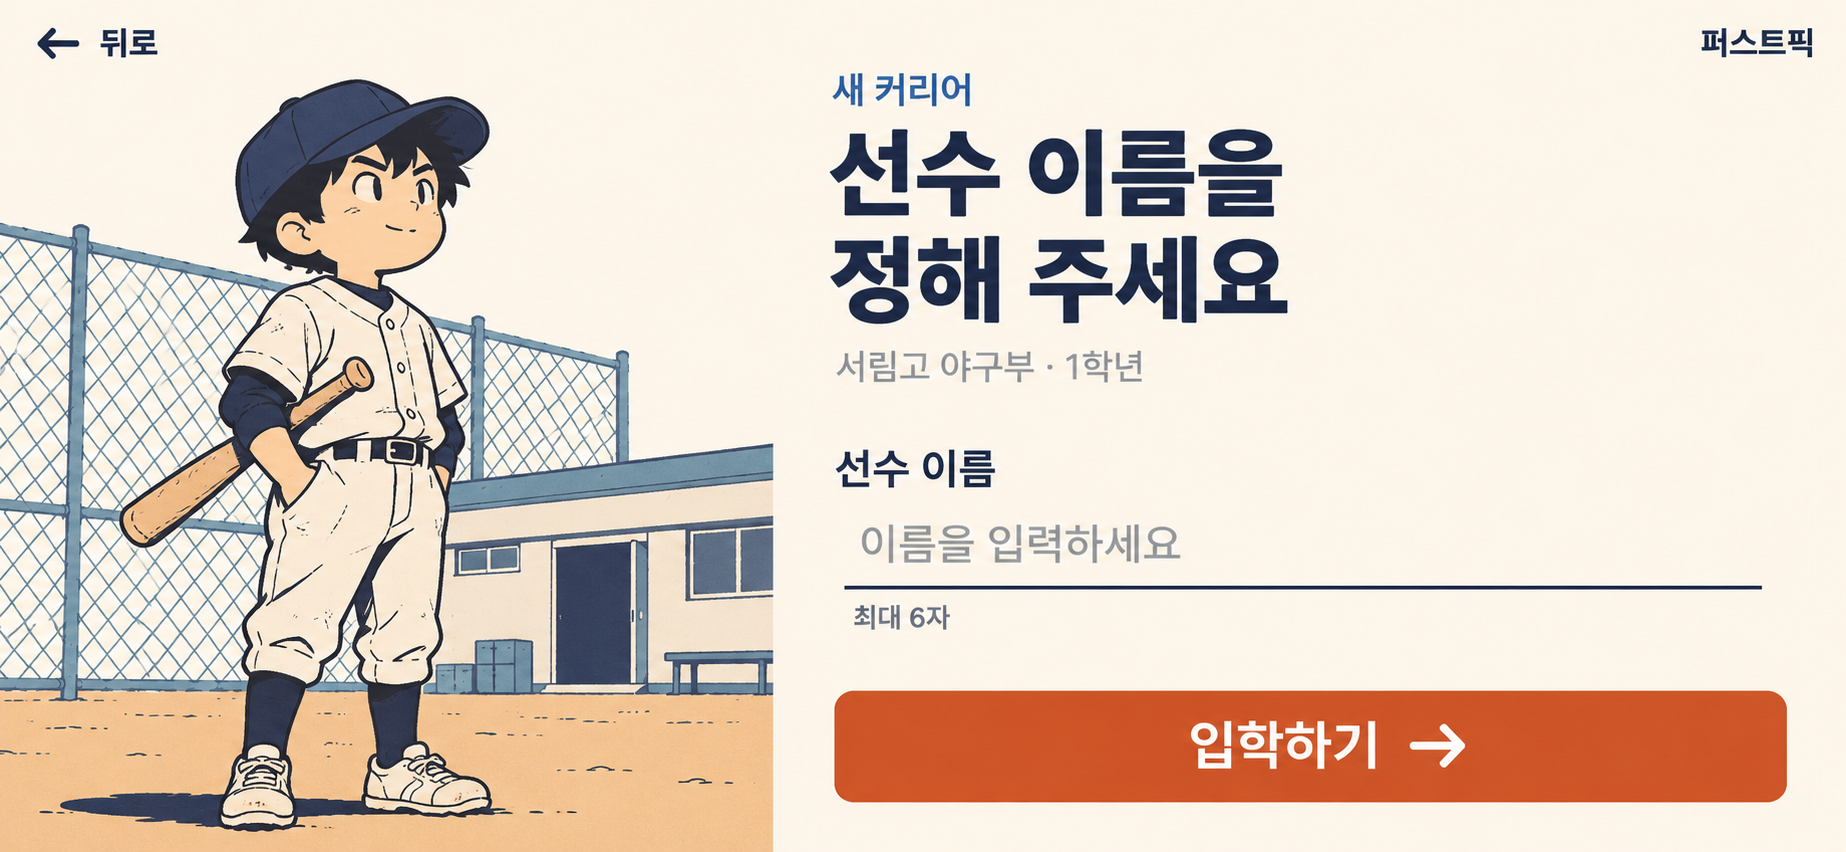 뒤로
퍼스트픽
새 커리어
선수 이름을
정해 주세요
서림고 야구부 · 1학년
선수 이름
이름을 입력하세요
최대 6자
입학하기